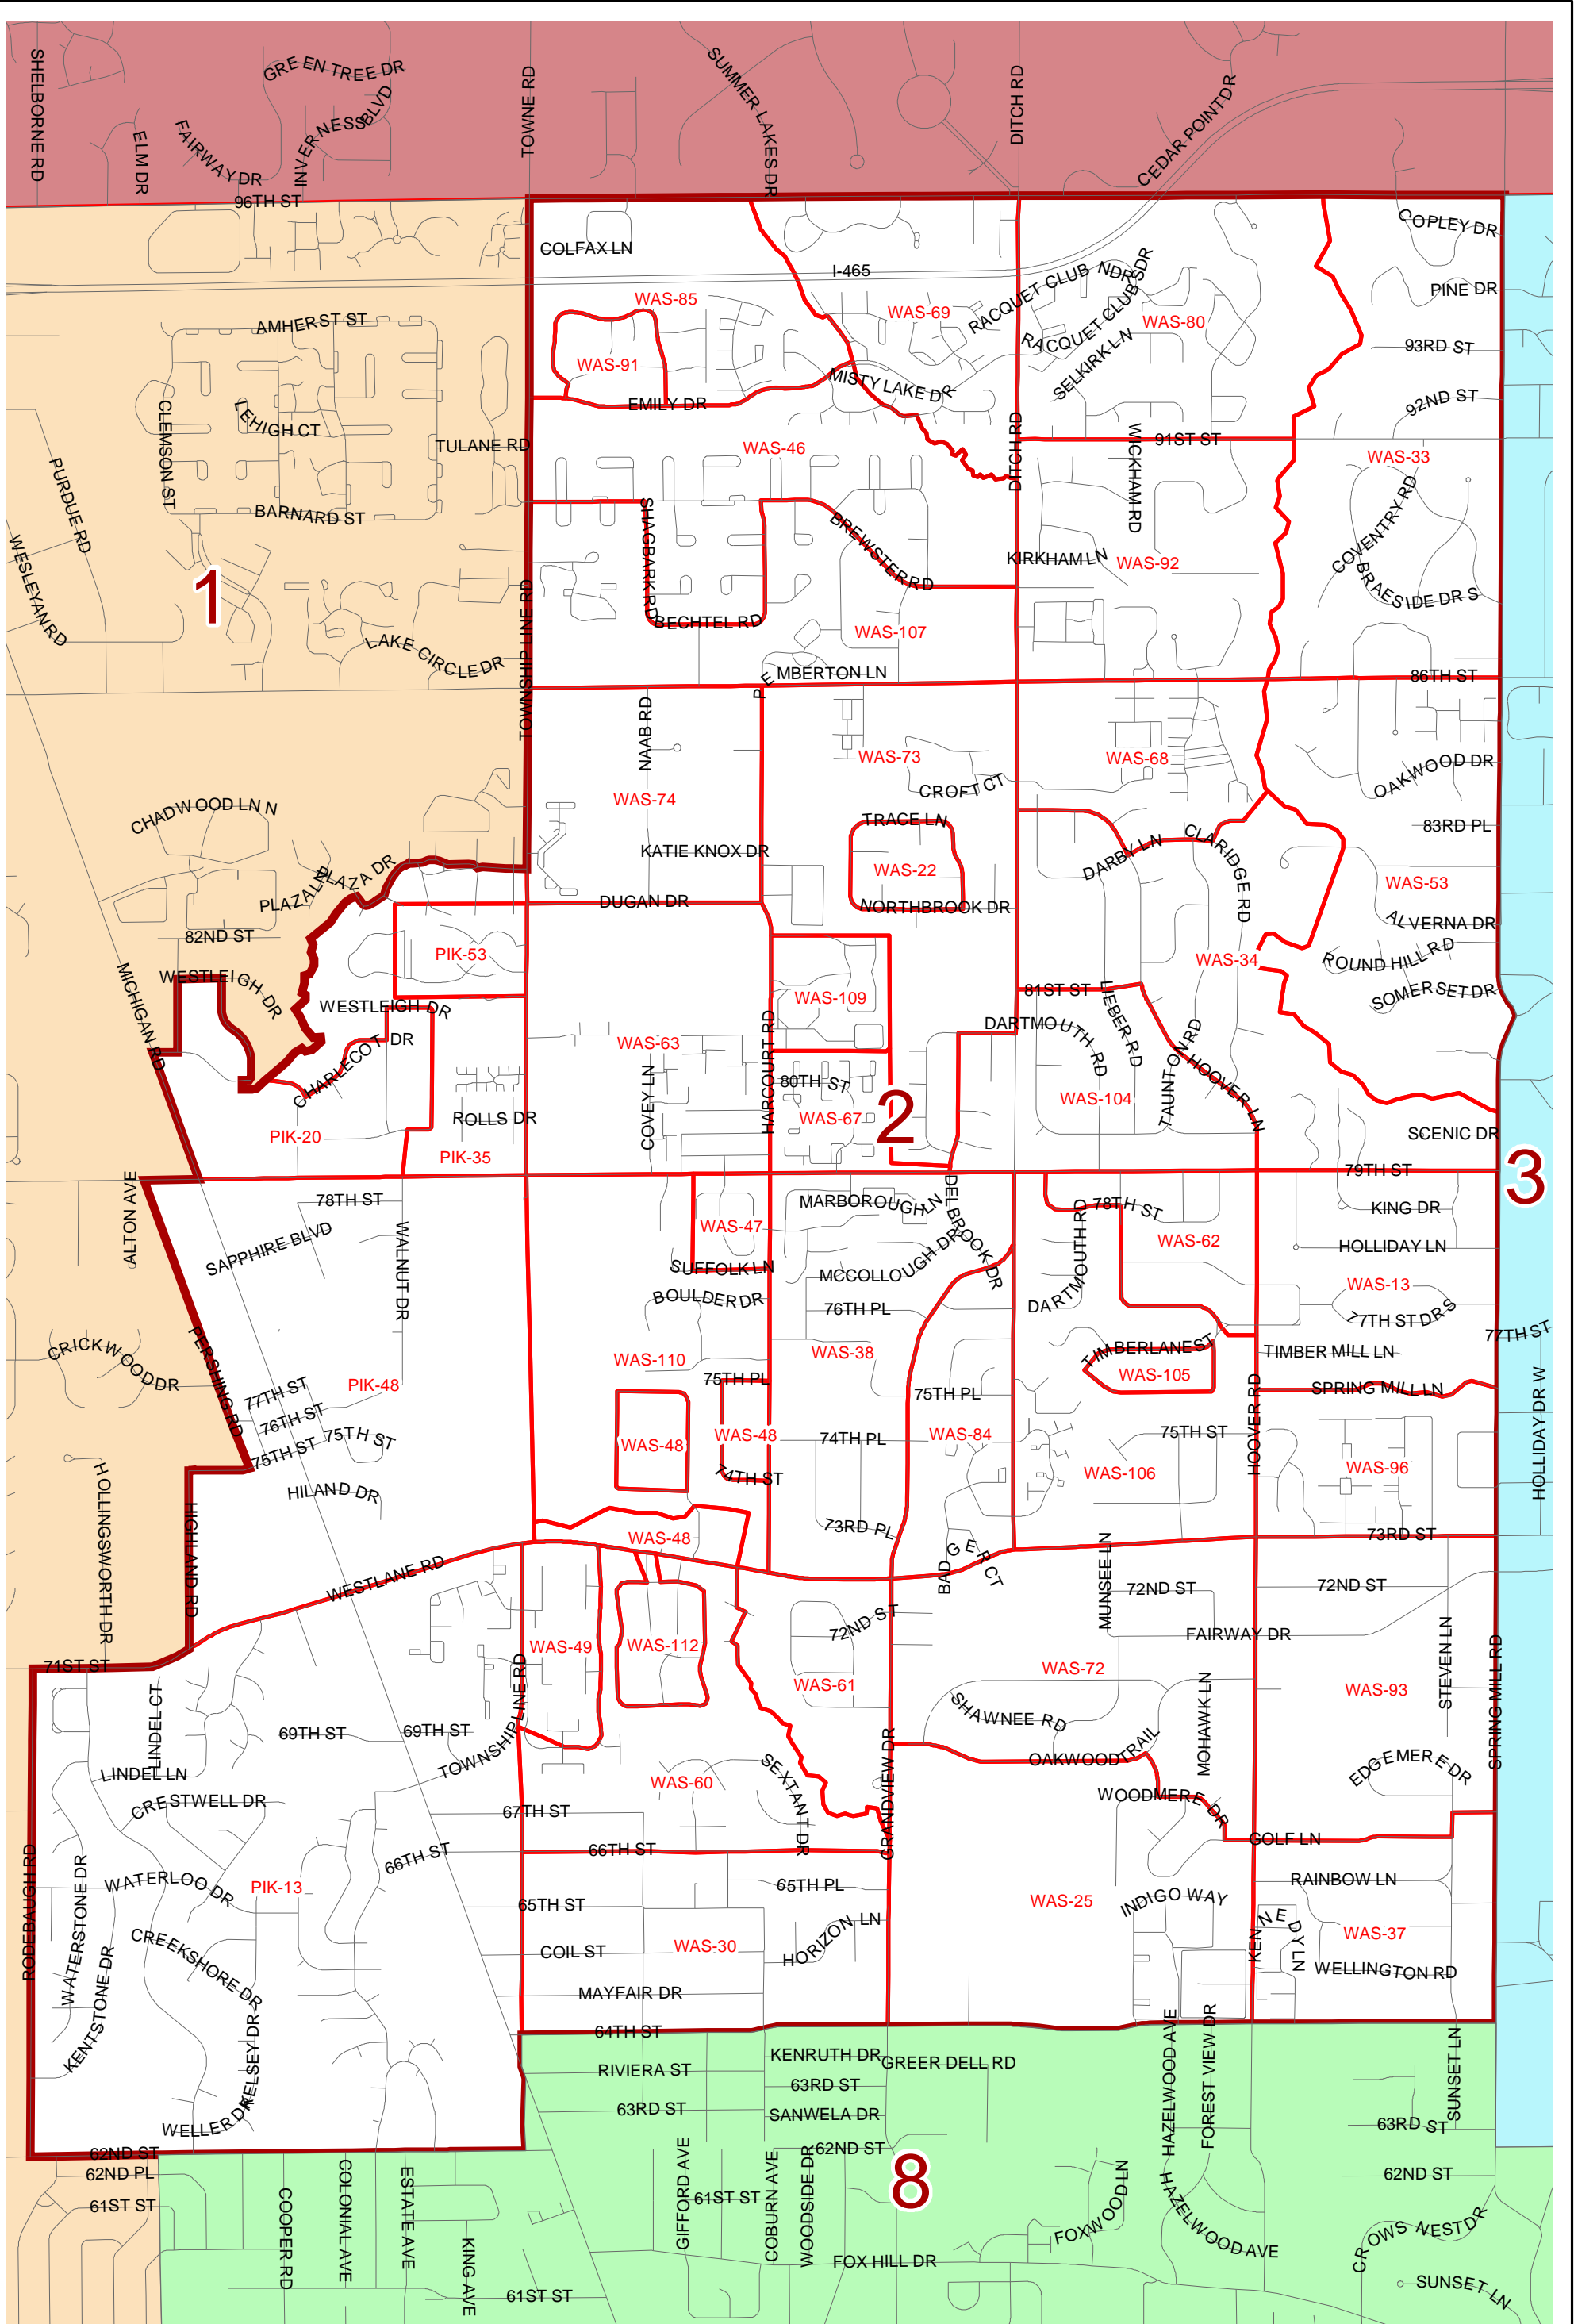 SHELBORNE RD
GREEN TREE DR
ELM DR
FAIRWAY DR
INVERNESS BLVD
TOWNE RD
SUMMER LAKES DR
DITCH RD
CEDAR POINT DR
96TH ST
COLFAX LN
COPLEY DR
I-465
RACQUET CLUB N DR
RACQUET CLUB S DR
PINE DR
WAS-85
WAS-69
WAS-80
AMHERST ST
SELKIRK LN
93RD ST
WAS-91
MISTY LAKE DR
EMILY DR
92ND ST
CLEMSON ST
LEHIGH CT
TULANE RD
WAS-46
DITCH RD
WICKHAM RD
91ST ST
WAS-33
PURDUE RD
BARNARD ST
SHAGBARK RD
BREWSTER RD
COVENTRY RD
WESLEYAN RD
KIRKHAM LN
WAS-92
BRAESIDE DR S
1
TOWNSHIP LINE RD
BECHTEL RD
WAS-107
LAKE CIRCLE DR
PEMBERTON LN
86TH ST
NAAB RD
WAS-73
WAS-68
OAKWOOD DR
CROFT CT
WAS-74
CHADWOOD LN N
TRACE LN
83RD PL
KATIE KNOX DR
DARBY LN
CLARIDGE RD
PLAZA DR
PLAZA LN
WAS-22
WAS-53
DUGAN DR
NORTHBROOK DR
ALVERNA DR
82ND ST
PIK-53
WAS-34
ROUND HILL RD
MICHIGAN RD
WESTLEIGH DR
WESTLEIGH DR
WAS-109
81ST ST
LIEBER RD
SOMERSET DR
CHARLECOT DR
WAS-63
HARCOURT RD
DARTMOUTH RD
TAUNTON RD
HOOVER LN
COVEY LN
80TH ST
WAS-67
2
WAS-104
ROLLS DR
PIK-20
PIK-35
SCENIC DR
79TH ST
3
ALTON AVE
78TH ST
MARBOROUGH LN
DELBROOK DR
DARTMOUTH RD
78TH ST
KING DR
SAPPHIRE BLVD
WALNUT DR
WAS-47
WAS-62
HOLLIDAY LN
SUFFOLK LN
MCCOLLOUGH DR
WAS-13
BOULDER DR
76TH PL
77TH ST DR S
77TH ST
CRICKWOOD DR
PERSHING RD
WAS-110
WAS-38
TIMBERLANE ST
TIMBER MILL LN
WAS-105
PIK-48
75TH PL
75TH PL
SPRING MILL LN
77TH ST
76TH ST
75TH ST
75TH ST
WAS-48
WAS-48
74TH PL
WAS-84
75TH ST
HOOVER RD
HOLLIDAY DR W
74TH ST
WAS-106
WAS-96
HOLLINGSWORTH DR
HIGHLAND RD
HILAND DR
WAS-48
73RD PL
73RD ST
WESTLANE RD
BADGER CT
MUNSEE LN
72ND ST
72ND ST
72ND ST
FAIRWAY DR
WAS-49
WAS-112
71ST ST
WAS-61
WAS-72
WAS-93
STEVEN LN
SPRING MILL RD
LINDEL CT
69TH ST
69TH ST
TOWNSHIPLINE RD
SHAWNEE RD
MOHAWK LN
OAKWOOD TRAIL
GRANDVIEW DR
LINDEL LN
WAS-60
SEXTANT DR
EDGEMERE DR
CRESTWELL DR
67TH ST
WOODMERE DR
GOLF LN
66TH ST
66TH ST
RODEBAUGH RD
WATERSTONE DR
WATERLOO DR
PIK-13
65TH PL
RAINBOW LN
65TH ST
WAS-25
INDIGO WAY
KENNEDY LN
WAS-37
CREEKSHORE DR
COIL ST
WAS-30
HORIZON LN
WELLINGTON RD
KENTSTONE DR
MAYFAIR DR
64TH ST
HAZELWOOD AVE
FOREST VIEW DR
SUNSET LN
KELSEY DR
RIVIERA ST
KENRUTH DR
GREER DELL RD
63RD ST
63RD ST
SANWELA DR
63RD ST
WELLER DR
62ND ST
62ND ST
62ND PL
8
62ND ST
61ST ST
COOPER RD
COLONIAL AVE
ESTATE AVE
KING AVE
GIFFORD AVE
61ST ST
COBURN AVE
WOODSIDE DR
FOXWOOD LN
HAZELWOOD AVE
CROWS NEST DR
FOX HILL DR
61ST ST
SUNSET LN